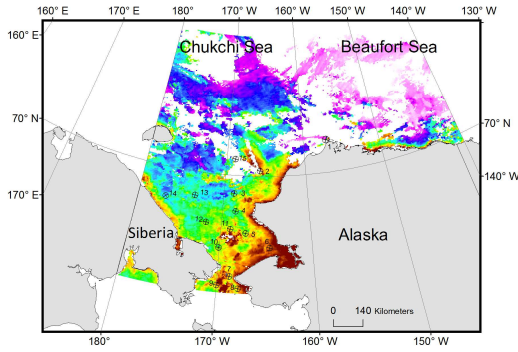 160° E 170° E 180° 170° W 160° W 150° W 140° W 130° W
160° E
Chukchi Sea Beaufort Sea
70° N
70° N
15
2
140° W
170° E
14 13 3
4
12
11
5
Siberia
Alaska
10
6
7
9 8
0 140 Kilometers
180° 170° W 160° W 150° W